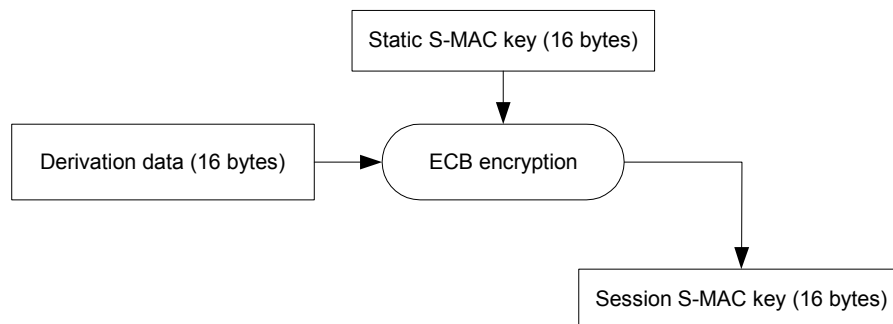 Static S-MAC key (16 bytes)
Derivation data (16 bytes)
ECB encryption
Session S-MAC key (16 bytes)